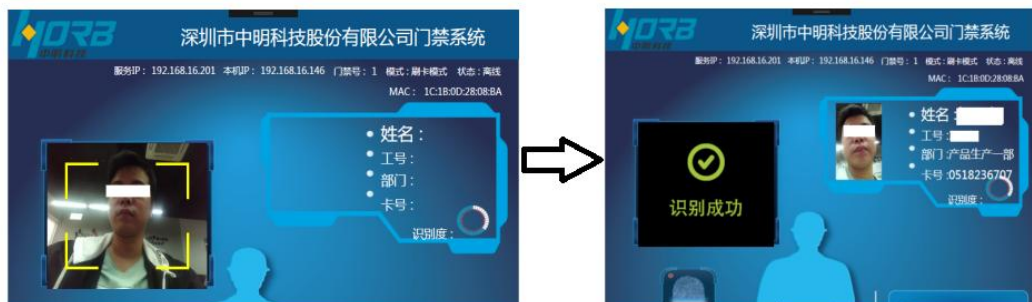 HORB
中明科技
深圳市中明科技股份有限公司门禁系统
服务IP： 192.168.16.201 本机IP： 192.168.16.146 门禁号：1 模式：刷卡模式 状态：离线
MAC： 1C:1B:0D:28:08:BA
姓名：
工号：
部门：
卡号：
识别度：
HORB
中明科技
深圳市中明科技股份有限公司门禁系统
服务IP： 192.168.16.201 本机IP： 192.168.16.146 门禁号：1 模式：刷卡模式 状态：离线
MAC： 1C:1B:0D:28:08:BA
识别成功
姓名：
工号：
部门：产品生产一部
卡号：0518236707
识别度：